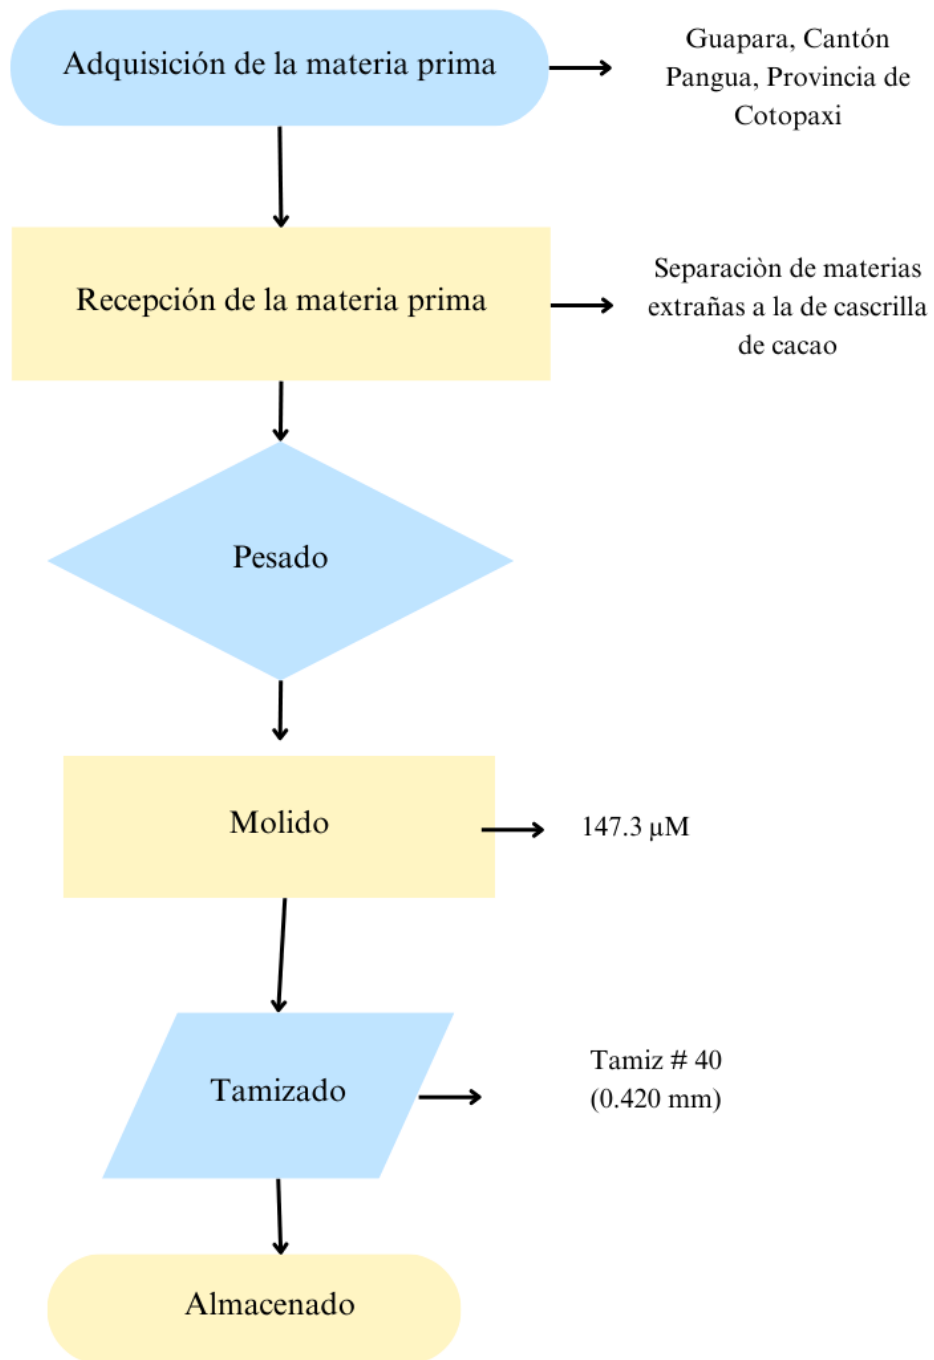 Adquisición de la materia prima
Guapara, Cantón
Pangua, Provincia de
Cotopaxi
Recepción de la materia prima
Separaciòn de materias
extrañas a la de cascrilla
de cacao
Pesado
Molido
147.3 µM
Tamizado
Tamiz # 40
(0.420 mm)
Almacenado